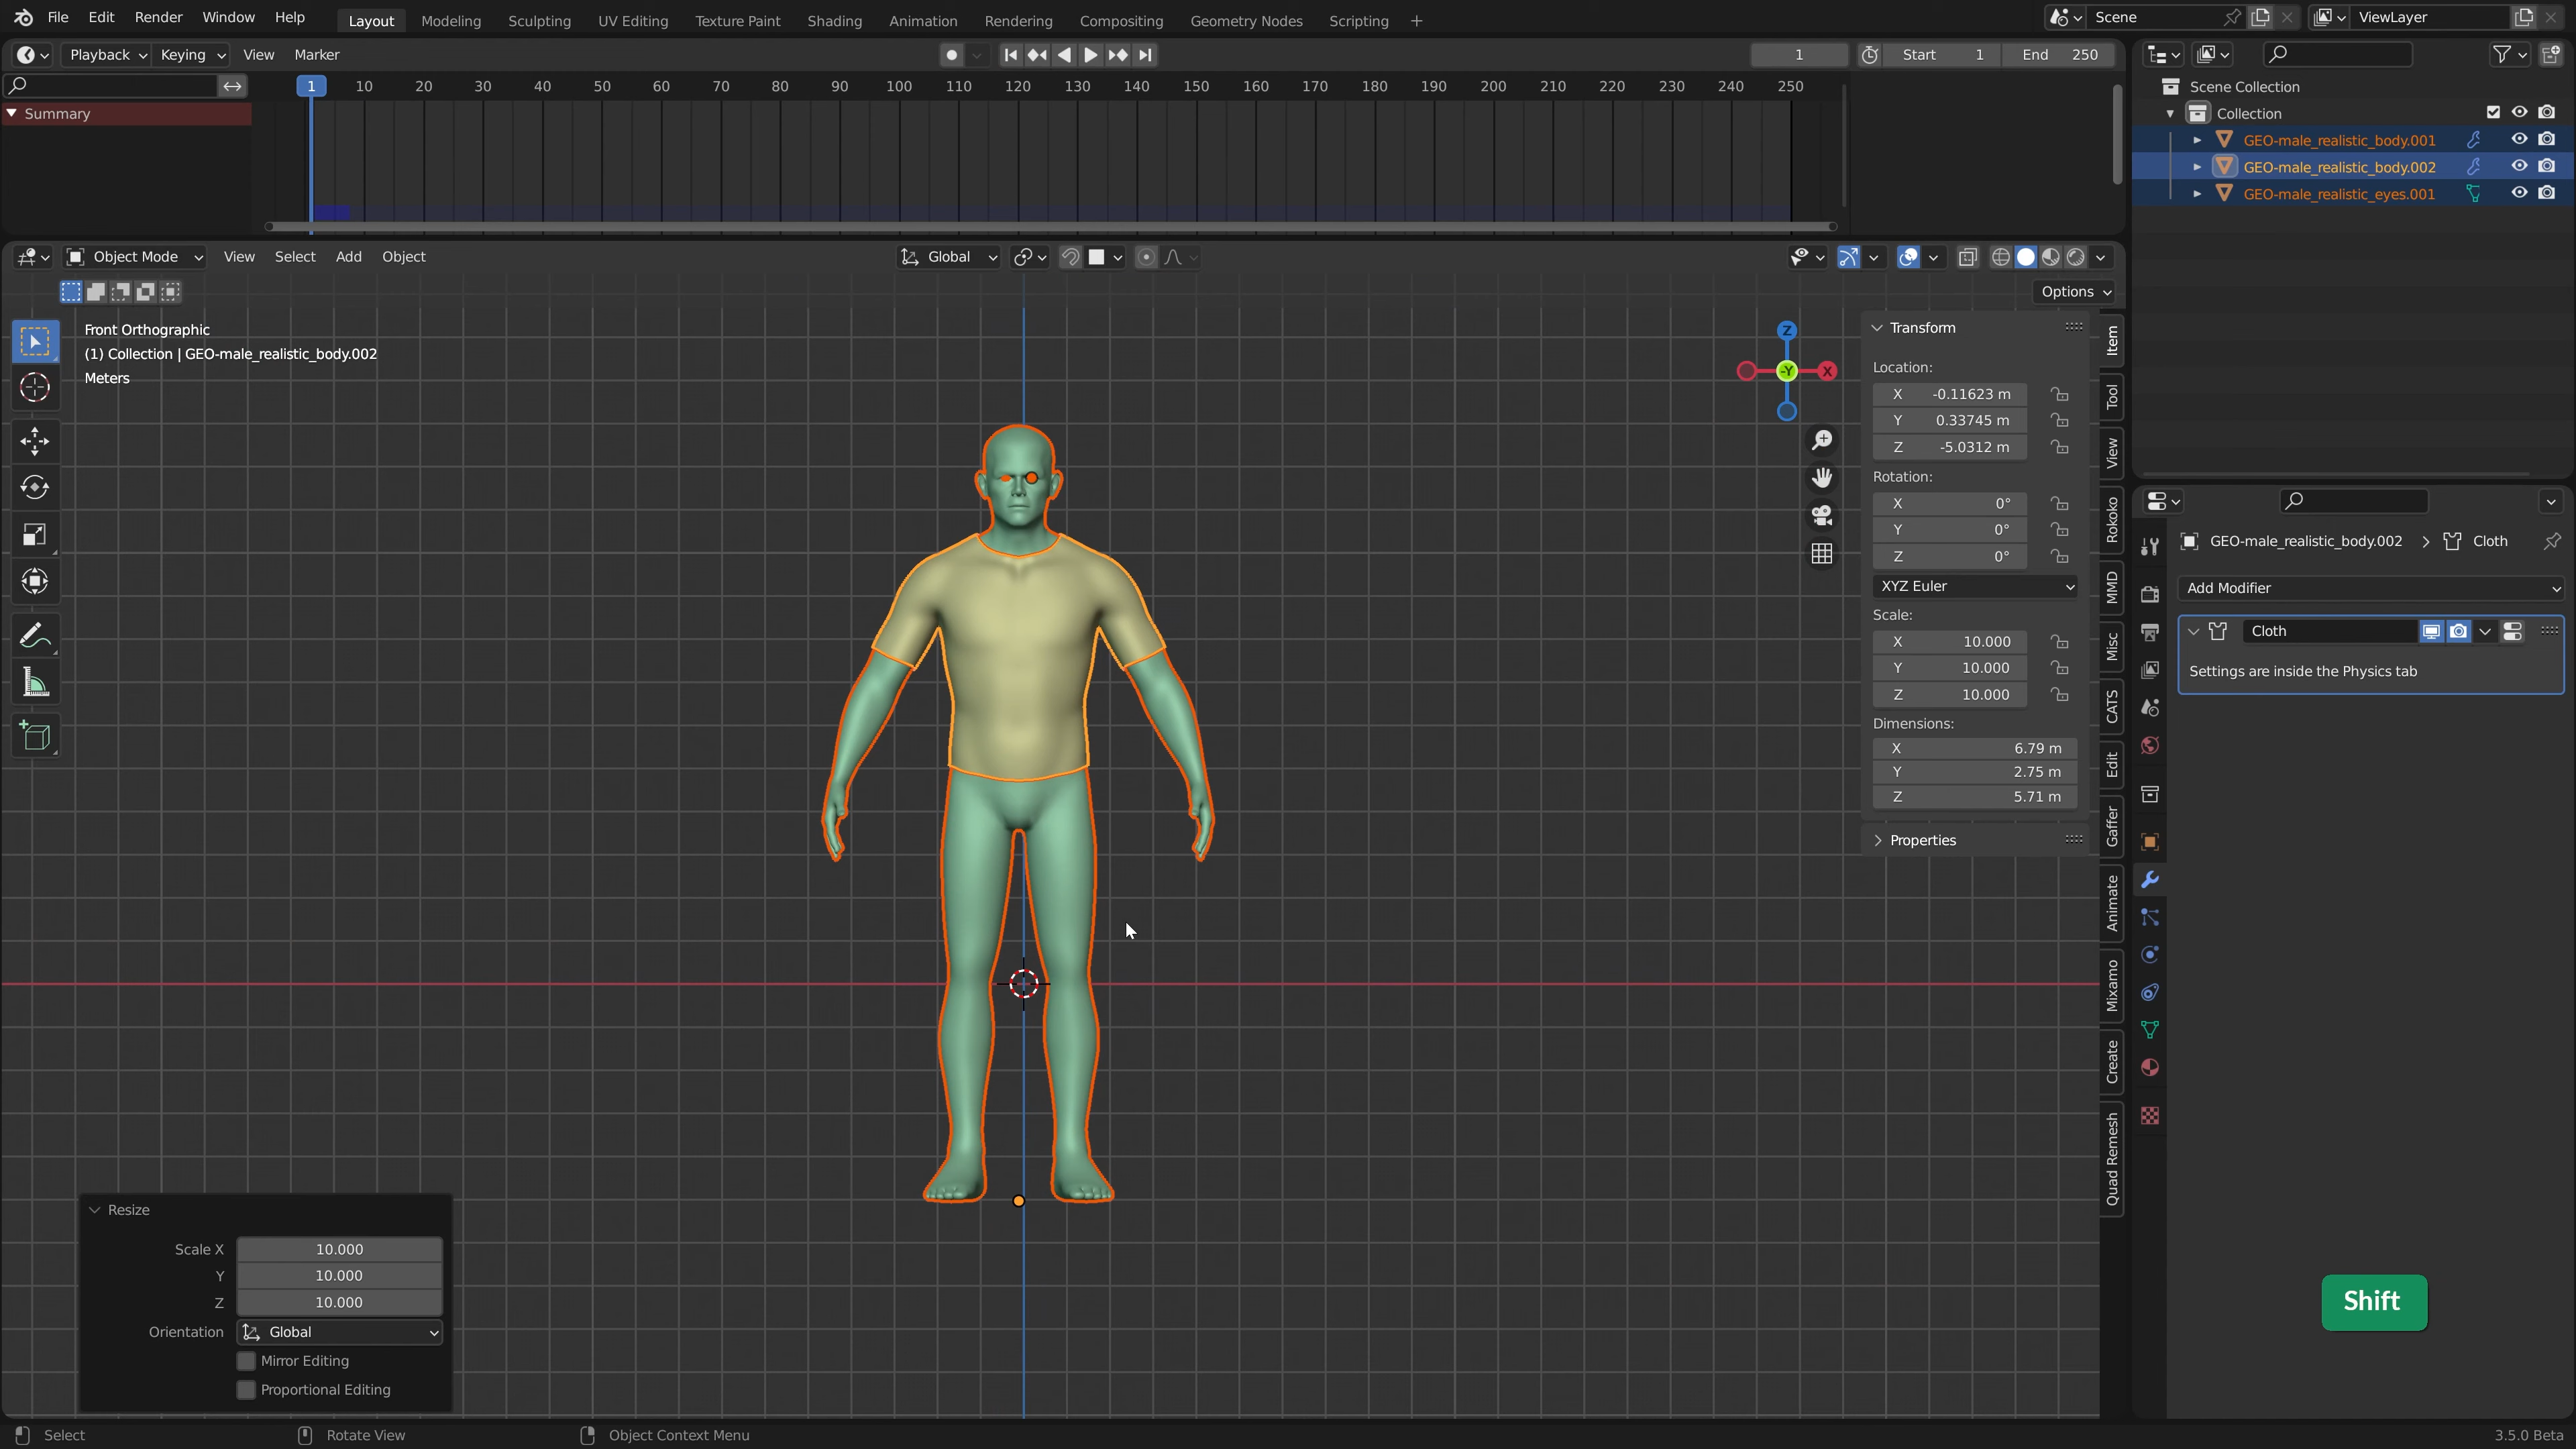 File Edit Render Window Help Layout Modeling Sculpting UV Editing Texture Paint Shading Animation Rendering Compositing Geometry Nodes Scripting + Scene ViewLayer
Playback Keying View Marker 1 Start 1 End 250
1 10 20 30 40 50 60 70 80 90 100 110 120 130 140 150 160 170 180 190 200 210 220 230 240 250
Summary
Scene Collection
Collection
GEO-male_realistic_body.001
GEO-male_realistic_body.002
GEO-male_realistic_eyes.001
Object Mode View Select Add Object Global
Options
Front Orthographic
(1) Collection | GEO-male_realistic_body.002
Meters
Z
-Y
X
Transform
Location:
X -0.11623 m
Y 0.33745 m
Z -5.0312 m
Rotation:
X 0°
Y 0°
Z 0°
XYZ Euler
Scale:
X 10.000
Y 10.000
Z 10.000
Dimensions:
X 6.79 m
Y 2.75 m
Z 5.71 m
Properties
Item
Tool
View
Rokoko
MMD
Misc
CATS
Edit
Gaffer
Animate
Mixamo
Create
Quad Remesh
GEO-male_realistic_body.002 Cloth
Add Modifier
Cloth
Settings are inside the Physics tab
Resize
Scale X 10.000
Y 10.000
Z 10.000
Orientation Global
Mirror Editing
Proportional Editing
Shift
Select Rotate View Object Context Menu 3.5.0 Beta